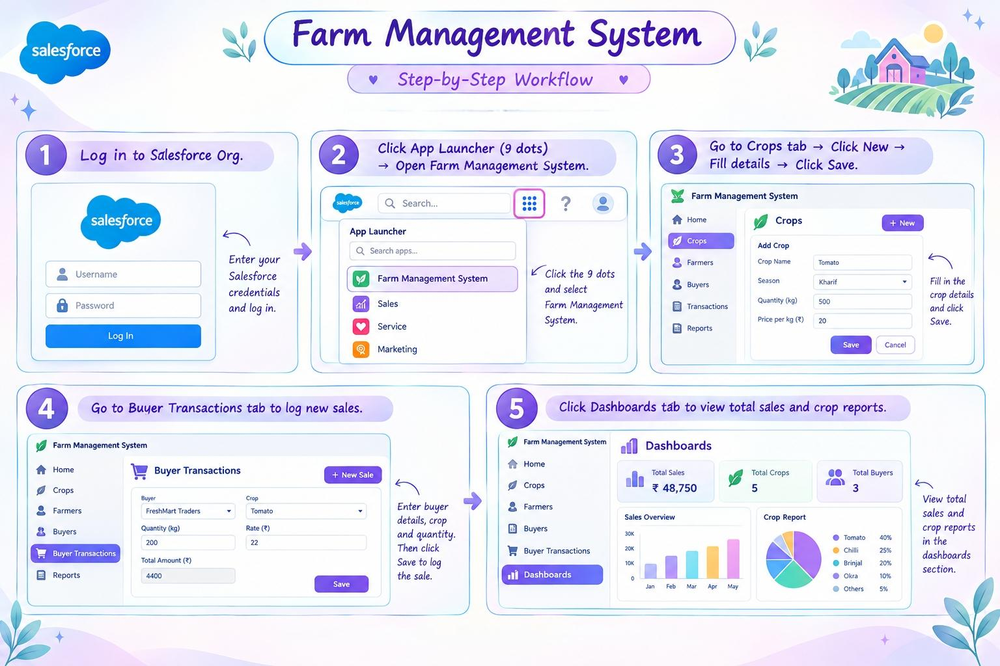 salesforce
Farm Management System
Step-by-Step Workflow
1
Log in to Salesforce Org.
salesforce
Username
Password
Log In
Enter your
Salesforce
credentials
and log in.
2
Click App Launcher (9 dots)
→ Open Farm Management System.
salesforce
Search...
?
App Launcher
Search apps...
Farm Management System
Sales
Service
Marketing
Click the 9 dots
and select
Farm Management
System.
3
Go to Crops tab → Click New →
Fill details → Click Save.
Farm Management System
Home
Crops
Farmers
Buyers
Transactions
Reports
Crops
+ New
Add Crop
Crop Name
Tomato
Season
Kharif
Quantity (kg)
500
Price per kg (₹)
20
Save
Cancel
Fill in the
crop details
and click
Save.
4
Go to Buyer Transactions tab to log new sales.
Farm Management System
Home
Crops
Farmers
Buyers
Buyer Transactions
Reports
Buyer Transactions
+ New Sale
Buyer
Crop
FreshMart Traders
Tomato
Quantity (kg)
Rate (₹)
200
22
Total Amount (₹)
4400
Save
Enter buyer
details, crop
and quantity.
Then click
Save to log
the sale.
5
Click Dashboards tab to view total sales and crop reports.
Farm Management System
Home
Crops
Farmers
Buyers
Buyer Transactions
Dashboards
Dashboards
Total Sales
₹ 48,750
Total Crops
5
Total Buyers
3
Sales Overview
30K
20K
10K
0
Jan Feb Mar Apr May
Crop Report
Tomato 40%
Chilli 25%
Brinjal 20%
Okra 10%
Others 5%
View total
sales and
crop reports
in the
dashboards
section.